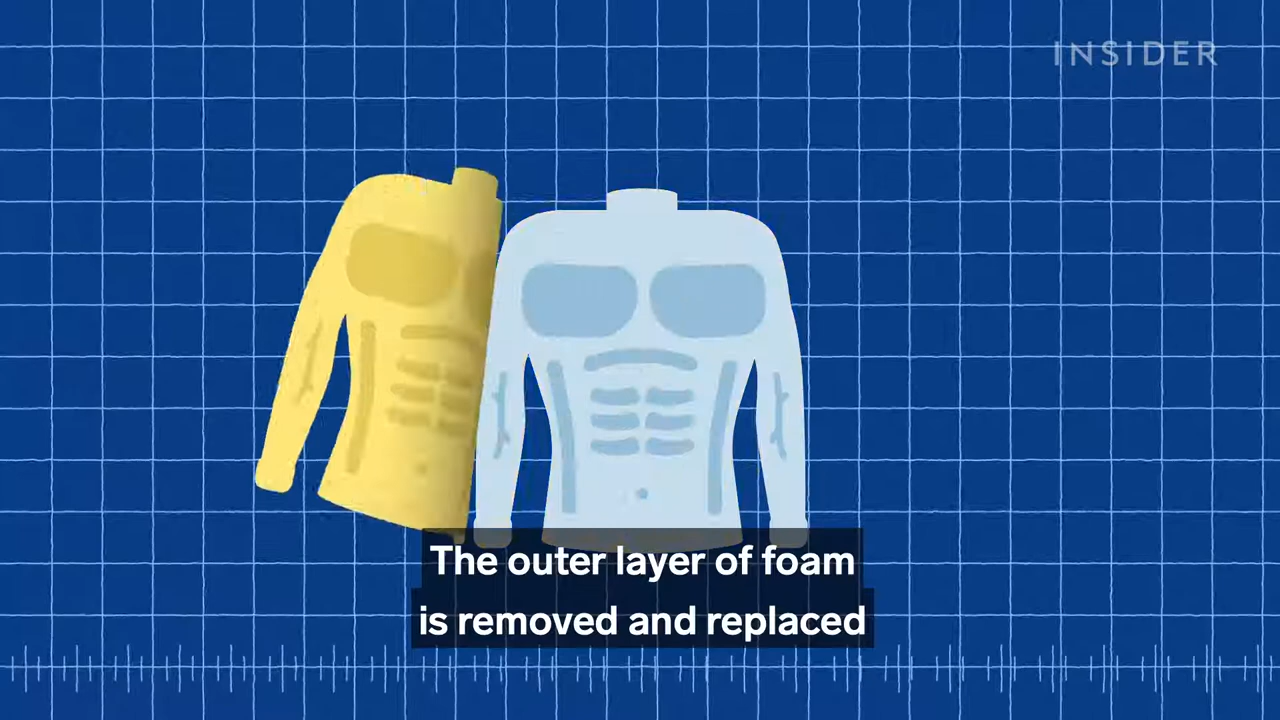 INSIDER
The outer layer of foam
is removed and replaced